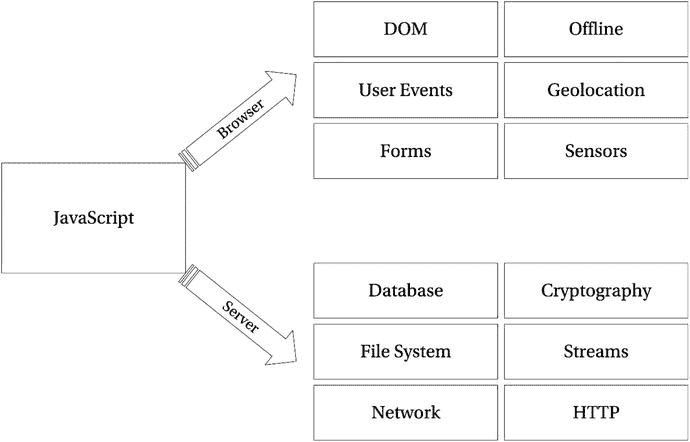 DOM
Offline
User Events
Geolocation
Browser
Forms
Sensors
JavaScript
Database
Cryptography
Server
File System
Streams
Network
HTTP